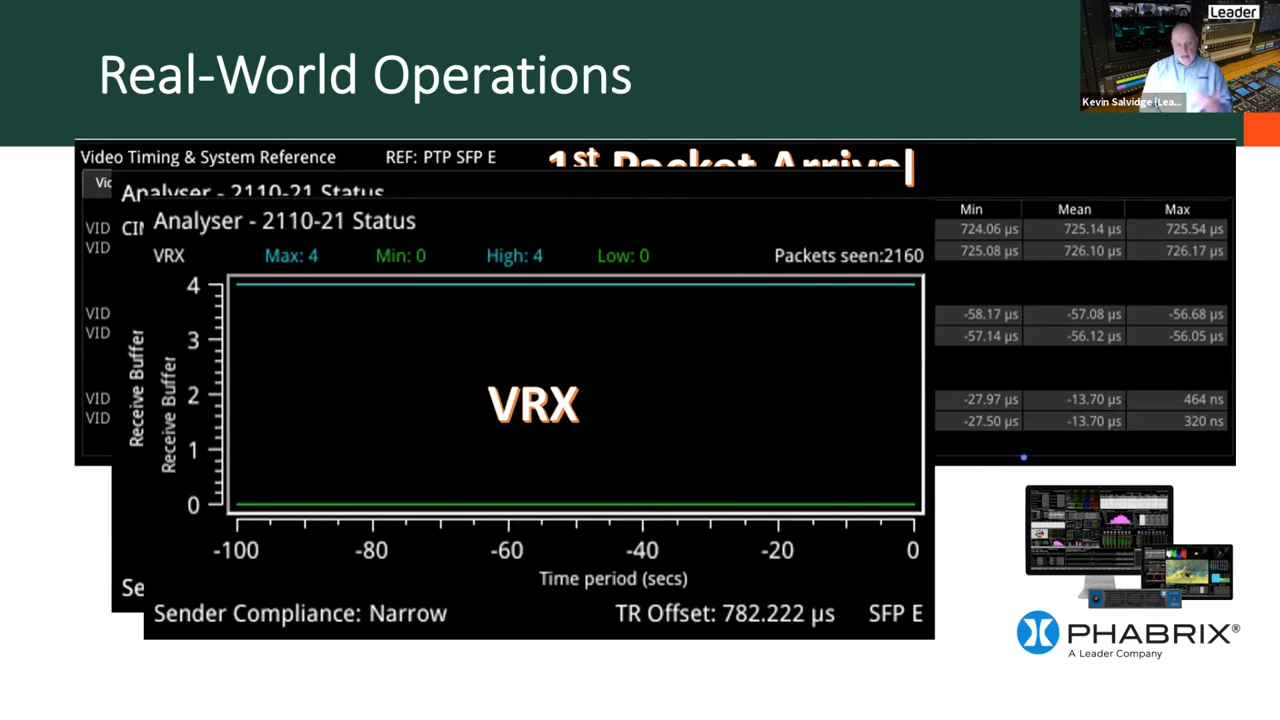 Real-World Operations
Leader
Kevin Salvidge (Lea...
Video Timing & System Reference
REF: PTP SFP E
1st Packet Arrival
Analyser - 2110-21 Status
Analyser - 2110-21 Status
VRX Max: 4 Min: 0 High: 4 Low: 0 Packets seen:2160
VID
VID
VID
VID
VID
VID
Min Mean Max
724.06 µs 725.14 µs 725.54 µs
725.08 µs 726.10 µs 726.17 µs
-58.17 µs -57.08 µs -56.68 µs
-57.14 µs -56.12 µs -56.05 µs
-27.97 µs -13.70 µs 464 ns
-27.50 µs -13.70 µs 320 ns
Receive Buffer
Receive Buffer
4
3
2
1
0
VRX
-100 -80 -60 -40 -20 0
Time period (secs)
Sender Compliance: Narrow TR Offset: 782.222 µs SFP E
PHABRIX®
A Leader Company